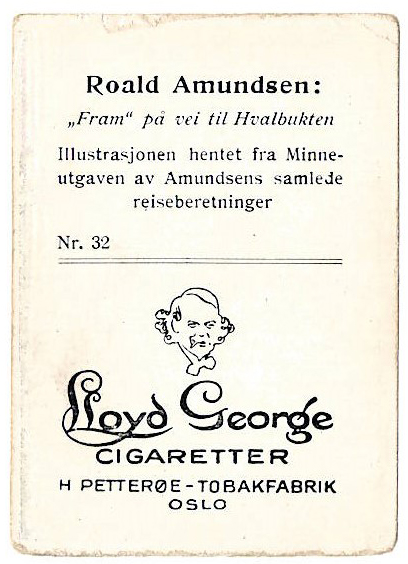 Roald Amundsen:
„Fram“ på vei til Hvalbukten
Illustrasjonen hentet fra Minne-
utgaven av Amundsens samlede
reiseberetninger
Nr. 32
Lloyd George
CIGARETTER
H PETTERØE-TOBAKFABRIK
OSLO